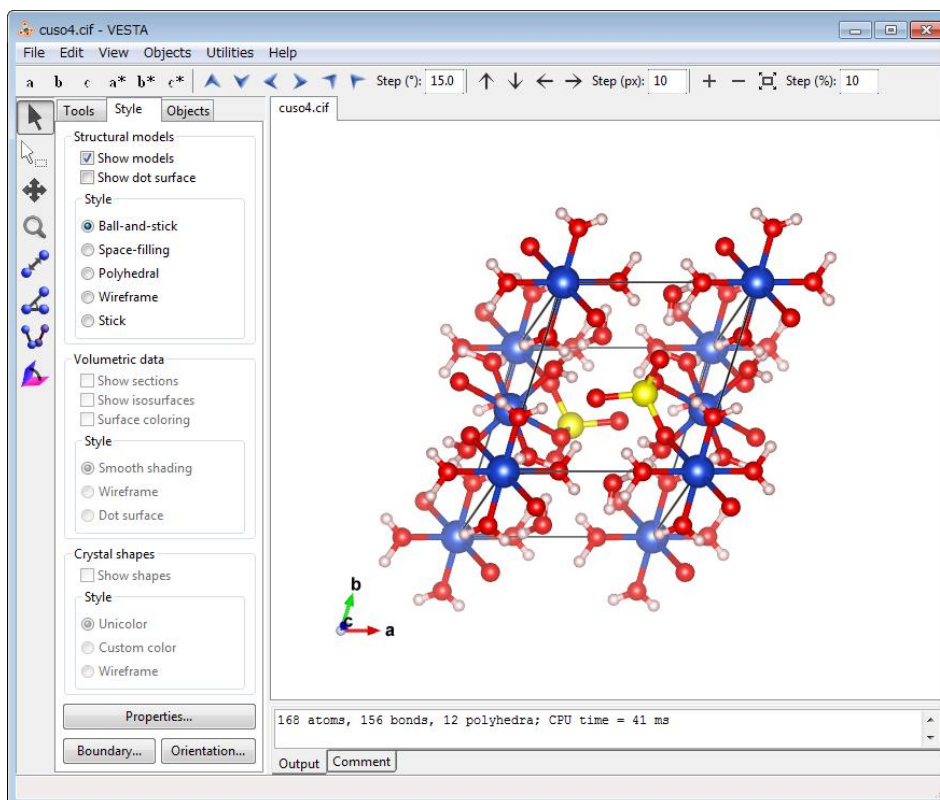 cuso4.cif - VESTA
File Edit View Objects Utilities Help
a b c a* b* c* Step (°): 15.0 Step (px): 10 Step (%): 10
Tools Style Objects
cuso4.cif
Structural models
Show models
Show dot surface
Style
Ball-and-stick
Space-filling
Polyhedral
Wireframe
Stick
Volumetric data
Show sections
Show isosurfaces
Surface coloring
Style
Smooth shading
Wireframe
Dot surface
Crystal shapes
Show shapes
Style
Unicolor
Custom color
Wireframe
Properties...
Boundary... Orientation...
b
c a
168 atoms, 156 bonds, 12 polyhedra; CPU time = 41 ms
Output Comment